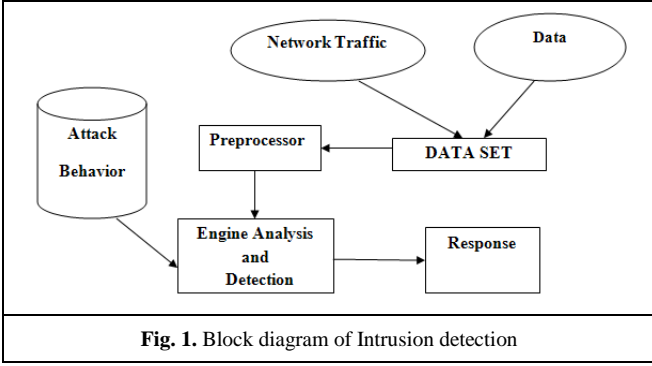 Network Traffic
Data
Attack
Behavior
Preprocessor
DATA SET
Engine Analysis
and
Detection
Response
Fig. 1. Block diagram of Intrusion detection